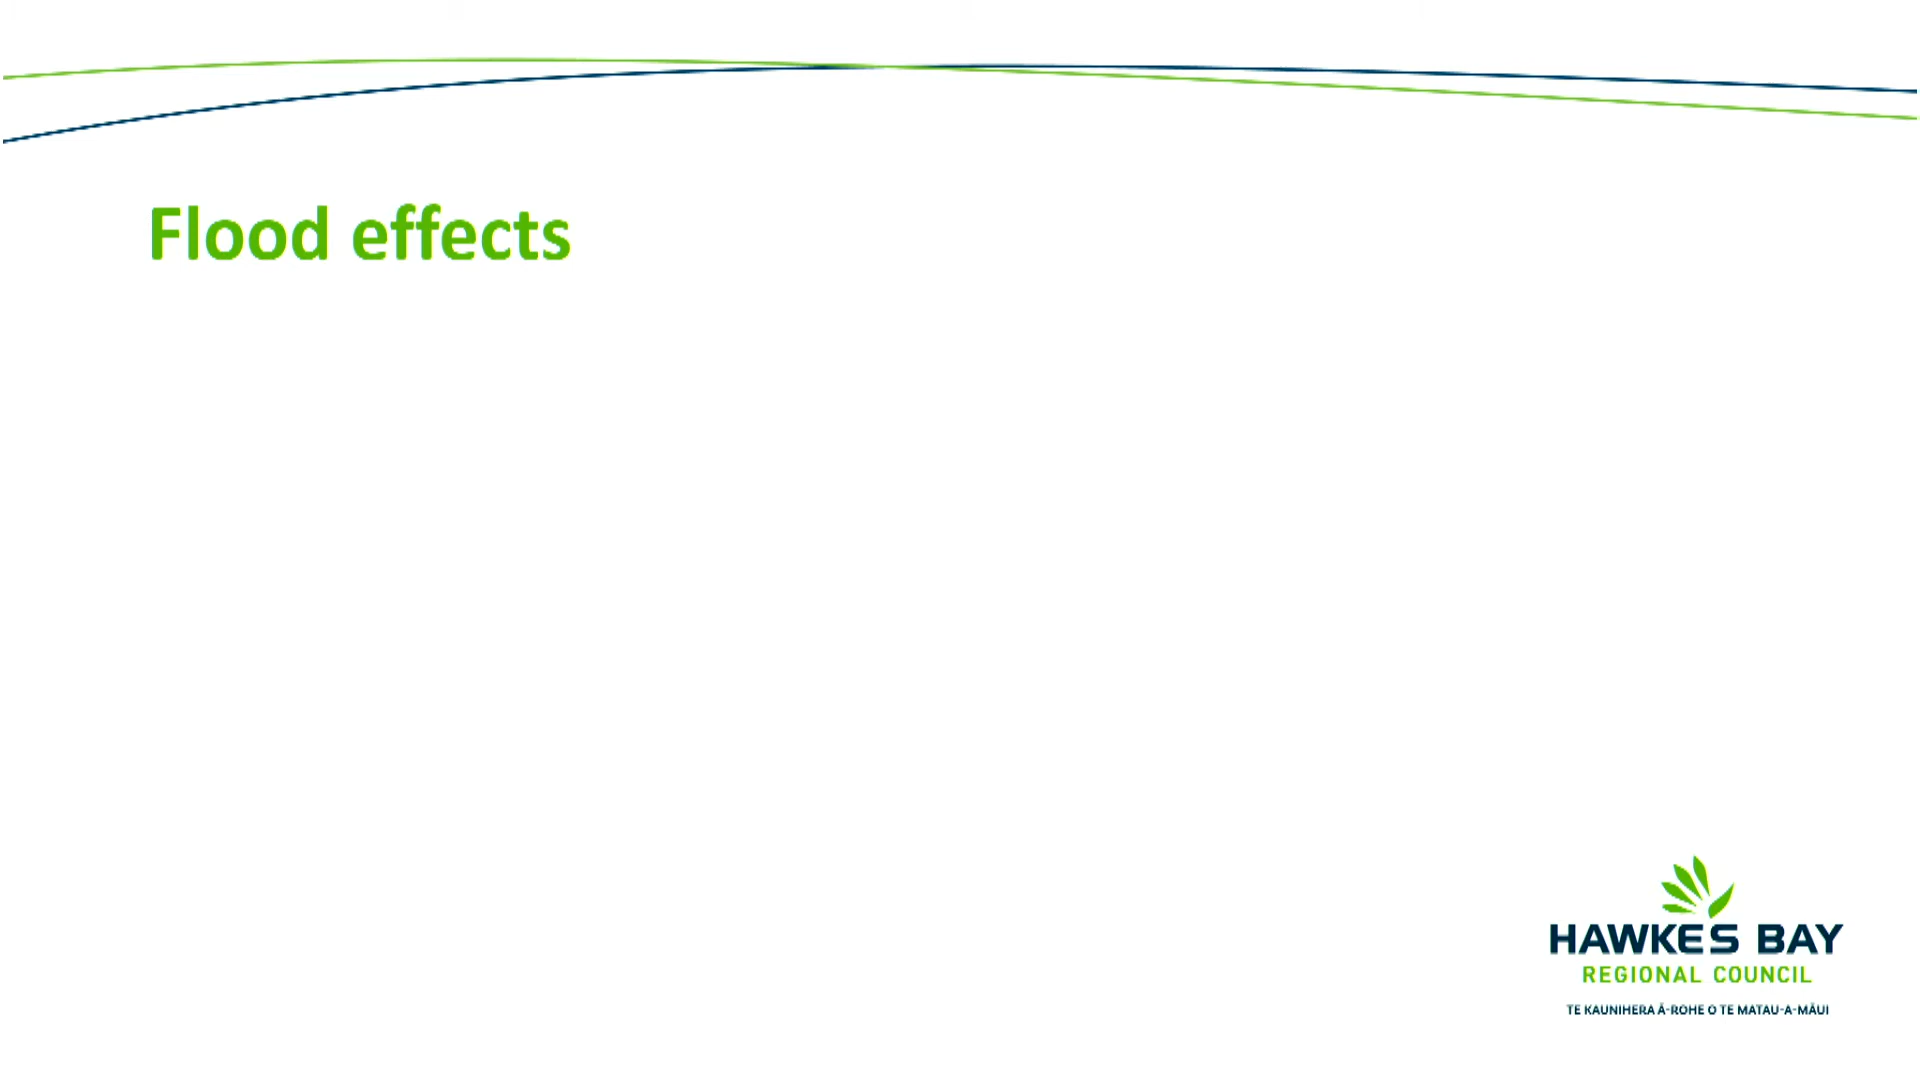 Flood effects
HAWKES BAY
REGIONAL COUNCIL
TE KAUNIHERA Ā-ROHE O TE MATAU-A-MĀUI